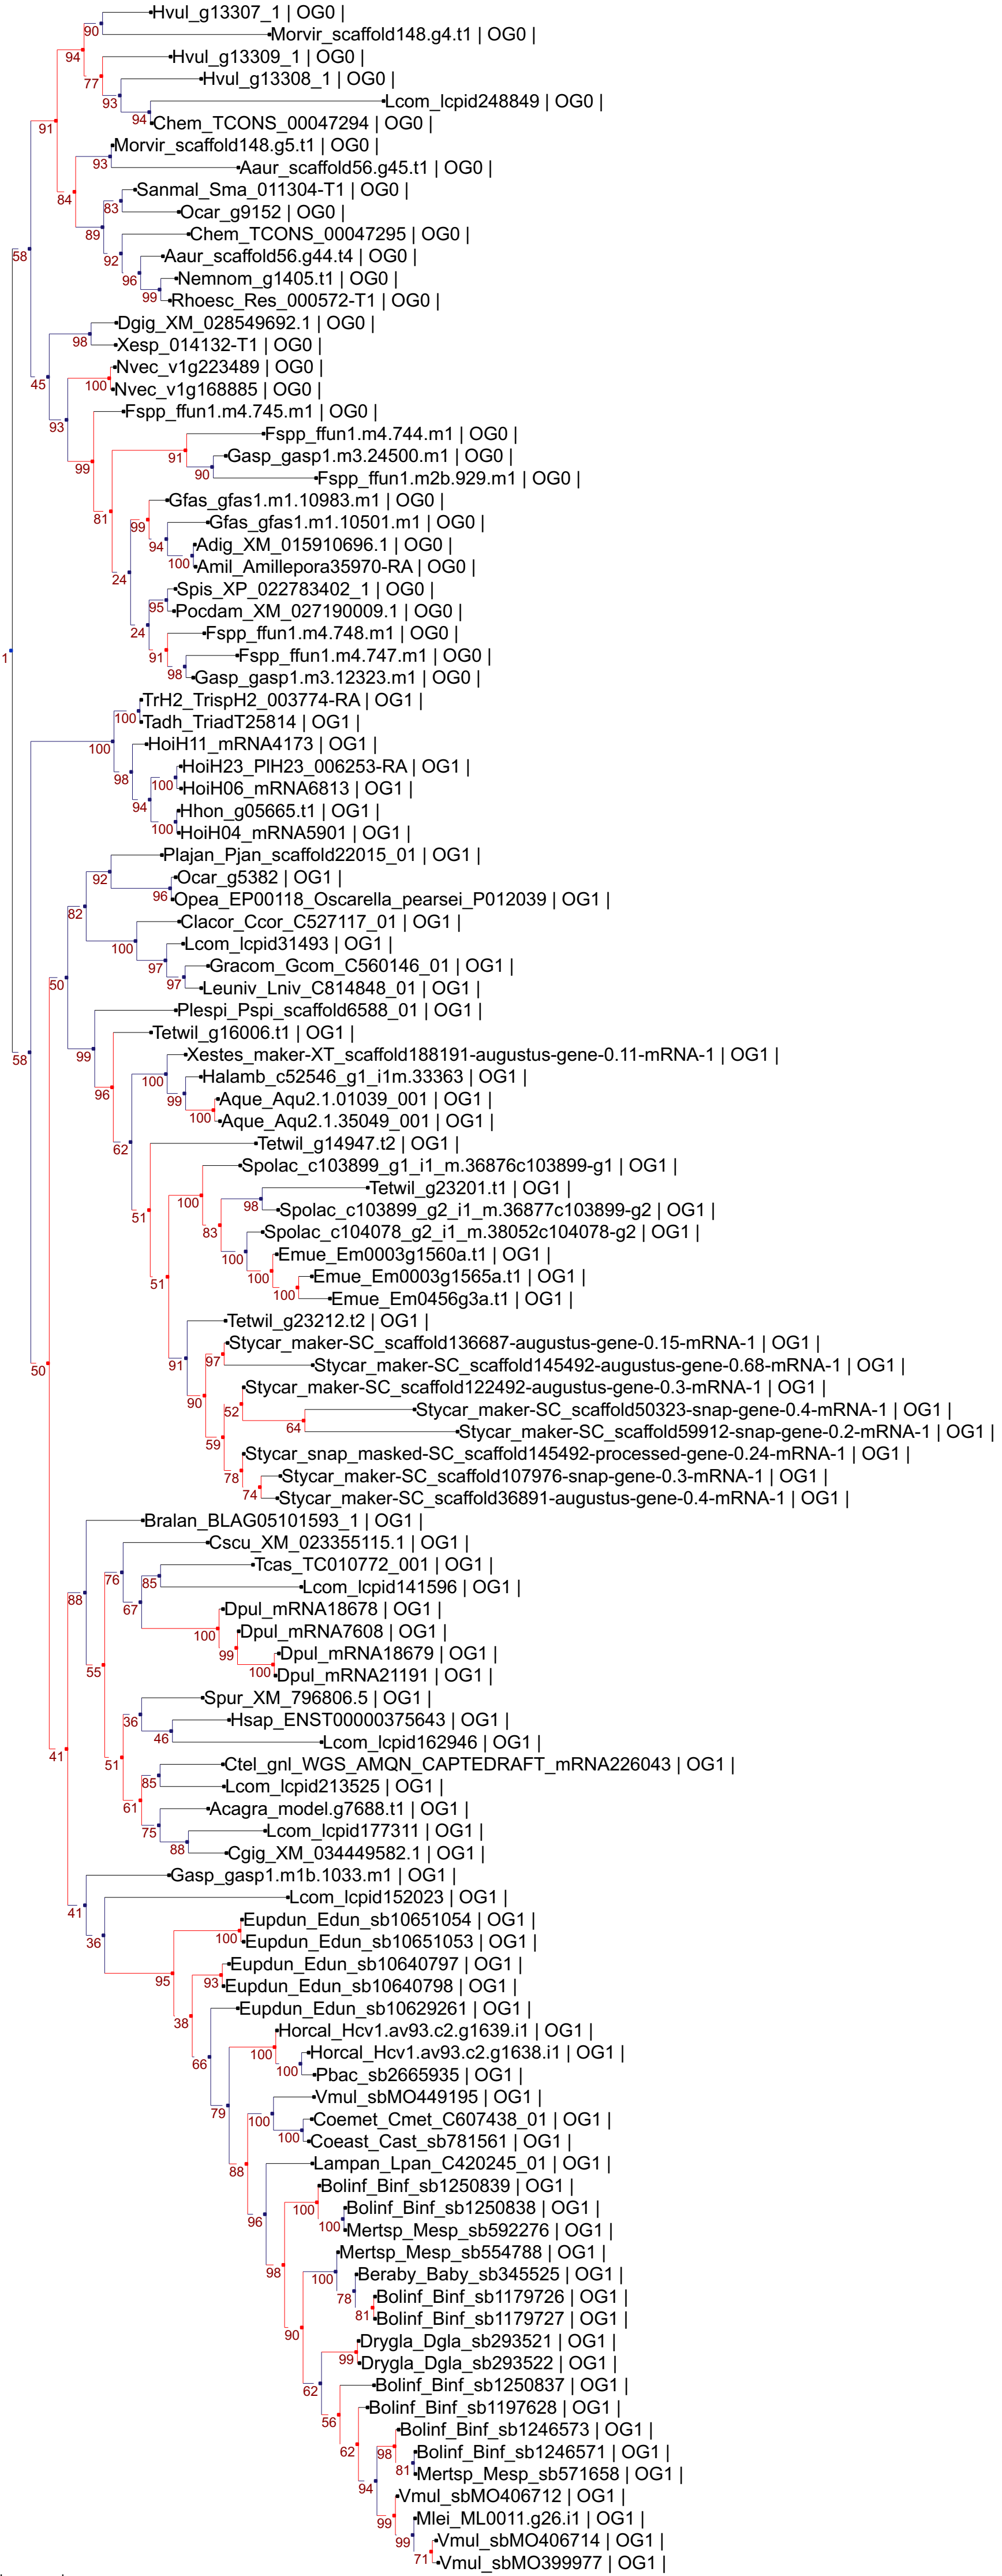 Hvul_g13307_1 | OG0 |
90
Morvir_scaffold148.g4.t1 | OG0 |
94
Hvul_g13309_1 | OG0 |
77
Hvul_g13308_1 | OG0 |
93
Lcom_lcpid248849 | OG0 |
94
Chem_TCONS_00047294 | OG0 |
91
Morvir_scaffold148.g5.t1 | OG0 |
93
Aaur_scaffold56.g45.t1 | OG0 |
84
Sanmal_Sma_011304-T1 | OG0 |
83
Ocar_g9152 | OG0 |
89
Chem_TCONS_00047295 | OG0 |
92
Aaur_scaffold56.g44.t4 | OG0 |
96
Nemnom_g1405.t1 | OG0 |
99
Rhoesc_Res_000572-T1 | OG0 |
58
Dgig_XM_028549692.1 | OG0 |
98
Xesp_014132-T1 | OG0 |
45
Nvec_v1g223489 | OG0 |
100
Nvec_v1g168885 | OG0 |
93
Fspp_ffun1.m4.745.m1 | OG0 |
99
Fspp_ffun1.m4.744.m1 | OG0 |
91
Gasp_gasp1.m3.24500.m1 | OG0 |
90
Fspp_ffun1.m2b.929.m1 | OG0 |
81
Gfas_gfas1.m1.10983.m1 | OG0 |
99
Gfas_gfas1.m1.10501.m1 | OG0 |
94
Adig_XM_015910696.1 | OG0 |
100
Amil_Amillepora35970-RA | OG0 |
24
Spis_XP_022783402_1 | OG0 |
95
Pocdam_XM_027190009.1 | OG0 |
24
Fspp_ffun1.m4.748.m1 | OG0 |
91
Fspp_ffun1.m4.747.m1 | OG0 |
98
Gasp_gasp1.m3.12323.m1 | OG0 |
1
TrH2_TrispH2_003774-RA | OG1 |
100
Tadh_TriadT25814 | OG1 |
100
HoiH11_mRNA4173 | OG1 |
98
HoiH23_PlH23_006253-RA | OG1 |
100
HoiH06_mRNA6813 | OG1 |
94
Hhon_g05665.t1 | OG1 |
100
HoiH04_mRNA5901 | OG1 |
58
Plajan_Pjan_scaffold22015_01 | OG1 |
92
Ocar_g5382 | OG1 |
96
Opea_EP00118_Oscarella_pearsei_P012039 | OG1 |
82
Clacor_Ccor_C527117_01 | OG1 |
100
Lcom_lcpid31493 | OG1 |
97
Gracom_Gcom_C560146_01 | OG1 |
97
Leuniv_Lniv_C814848_01 | OG1 |
50
Plespi_Pspi_scaffold6588_01 | OG1 |
99
Tetwil_g16006.t1 | OG1 |
96
Xestes_maker-XT_scaffold188191-augustus-gene-0.11-mRNA-1 | OG1 |
100
Halamb_c52546_g1_i1m.33363 | OG1 |
99
Aque_Aqu2.1.01039_001 | OG1 |
100
Aque_Aqu2.1.35049_001 | OG1 |
62
Tetwil_g14947.t2 | OG1 |
51
Spolac_c103899_g1_i1_m.36876c103899-g1 | OG1 |
100
Tetwil_g23201.t1 | OG1 |
98
Spolac_c103899_g2_i1_m.36877c103899-g2 | OG1 |
83
Spolac_c104078_g2_i1_m.38052c104078-g2 | OG1 |
100
Emue_Em0003g1560a.t1 | OG1 |
100
Emue_Em0003g1565a.t1 | OG1 |
100
Emue_Em0456g3a.t1 | OG1 |
51
Tetwil_g23212.t2 | OG1 |
91
Stycar_maker-SC_scaffold136687-augustus-gene-0.15-mRNA-1 | OG1 |
97
Stycar_maker-SC_scaffold145492-augustus-gene-0.68-mRNA-1 | OG1 |
90
Stycar_maker-SC_scaffold122492-augustus-gene-0.3-mRNA-1 | OG1 |
52
Stycar_maker-SC_scaffold50323-snap-gene-0.4-mRNA-1 | OG1 |
64
Stycar_maker-SC_scaffold59912-snap-gene-0.2-mRNA-1 | OG1 |
59
Stycar_snap_masked-SC_scaffold145492-processed-gene-0.24-mRNA-1 | OG1 |
78
Stycar_maker-SC_scaffold107976-snap-gene-0.3-mRNA-1 | OG1 |
74
Stycar_maker-SC_scaffold36891-augustus-gene-0.4-mRNA-1 | OG1 |
50
Bralan_BLAG05101593_1 | OG1 |
88
Cscu_XM_023355115.1 | OG1 |
76
Tcas_TC010772_001 | OG1 |
85
Lcom_lcpid141596 | OG1 |
67
Dpul_mRNA18678 | OG1 |
100
Dpul_mRNA7608 | OG1 |
99
Dpul_mRNA18679 | OG1 |
100
Dpul_mRNA21191 | OG1 |
55
Spur_XM_796806.5 | OG1 |
36
Hsap_ENST00000375643 | OG1 |
46
Lcom_lcpid162946 | OG1 |
51
Ctel_gnl_WGS_AMQN_CAPTEDRAFT_mRNA226043 | OG1 |
85
Lcom_lcpid213525 | OG1 |
61
Acagra_model.g7688.t1 | OG1 |
75
Lcom_lcpid177311 | OG1 |
88
Cgig_XM_034449582.1 | OG1 |
41
Gasp_gasp1.m1b.1033.m1 | OG1 |
41
Lcom_lcpid152023 | OG1 |
36
Eupdun_Edun_sb10651054 | OG1 |
100
Eupdun_Edun_sb10651053 | OG1 |
95
Eupdun_Edun_sb10640797 | OG1 |
93
Eupdun_Edun_sb10640798 | OG1 |
38
Eupdun_Edun_sb10629261 | OG1 |
66
Horcal_Hcv1.av93.c2.g1639.i1 | OG1 |
100
Horcal_Hcv1.av93.c2.g1638.i1 | OG1 |
100
Pbac_sb2665935 | OG1 |
79
Vmul_sbMO449195 | OG1 |
100
Coemet_Cmet_C607438_01 | OG1 |
100
Coeast_Cast_sb781561 | OG1 |
88
Lampan_Lpan_C420245_01 | OG1 |
96
Bolinf_Binf_sb1250839 | OG1 |
100
Bolinf_Binf_sb1250838 | OG1 |
100
Mertsp_Mesp_sb592276 | OG1 |
98
Mertsp_Mesp_sb554788 | OG1 |
100
Beraby_Baby_sb345525 | OG1 |
78
Bolinf_Binf_sb1179726 | OG1 |
81
Bolinf_Binf_sb1179727 | OG1 |
90
Drygla_Dgla_sb293521 | OG1 |
99
Drygla_Dgla_sb293522 | OG1 |
62
Bolinf_Binf_sb1250837 | OG1 |
56
Bolinf_Binf_sb1197628 | OG1 |
62
Bolinf_Binf_sb1246573 | OG1 |
98
Bolinf_Binf_sb1246571 | OG1 |
81
Mertsp_Mesp_sb571658 | OG1 |
94
Vmul_sbMO406712 | OG1 |
99
Mlei_ML0011.g26.i1 | OG1 |
99
Vmul_sbMO406714 | OG1 |
71
Vmul_sbMO399977 | OG1 |